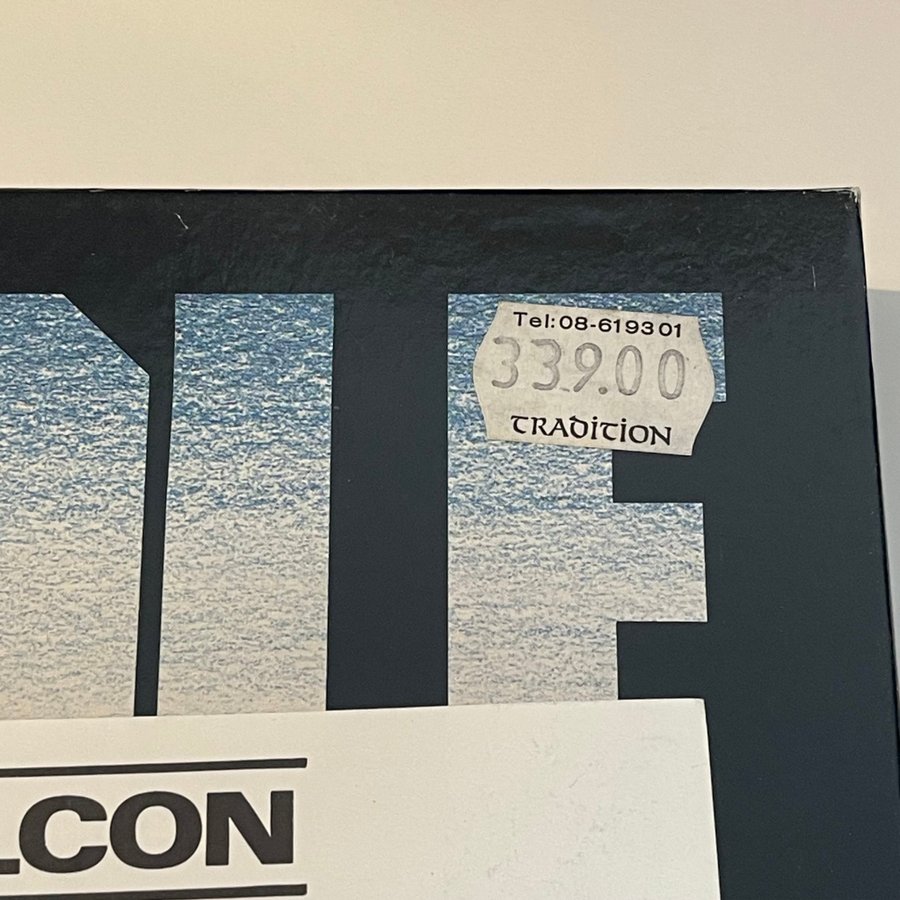 Tel:08-619301
339.00
TRADITION
LCON